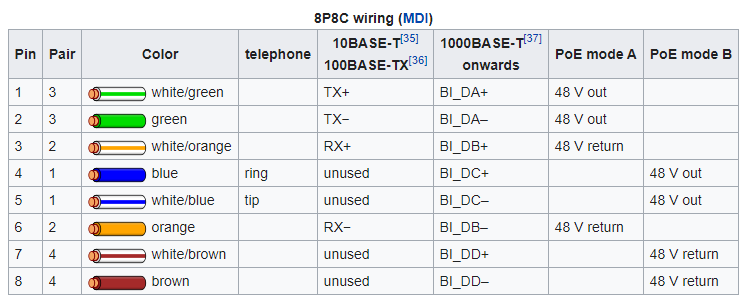 8P8C wiring (MDI)
Pin Pair Color telephone 10BASE-T[35] 100BASE-TX[36] 1000BASE-T[37] onwards PoE mode A PoE mode B
1 3 white/green TX+ BI_DA+ 48 V out
2 3 green TX− BI_DA– 48 V out
3 2 white/orange RX+ BI_DB+ 48 V return
4 1 blue ring unused BI_DC+ 48 V out
5 1 white/blue tip unused BI_DC– 48 V out
6 2 orange RX− BI_DB– 48 V return
7 4 white/brown unused BI_DD+ 48 V return
8 4 brown unused BI_DD– 48 V return